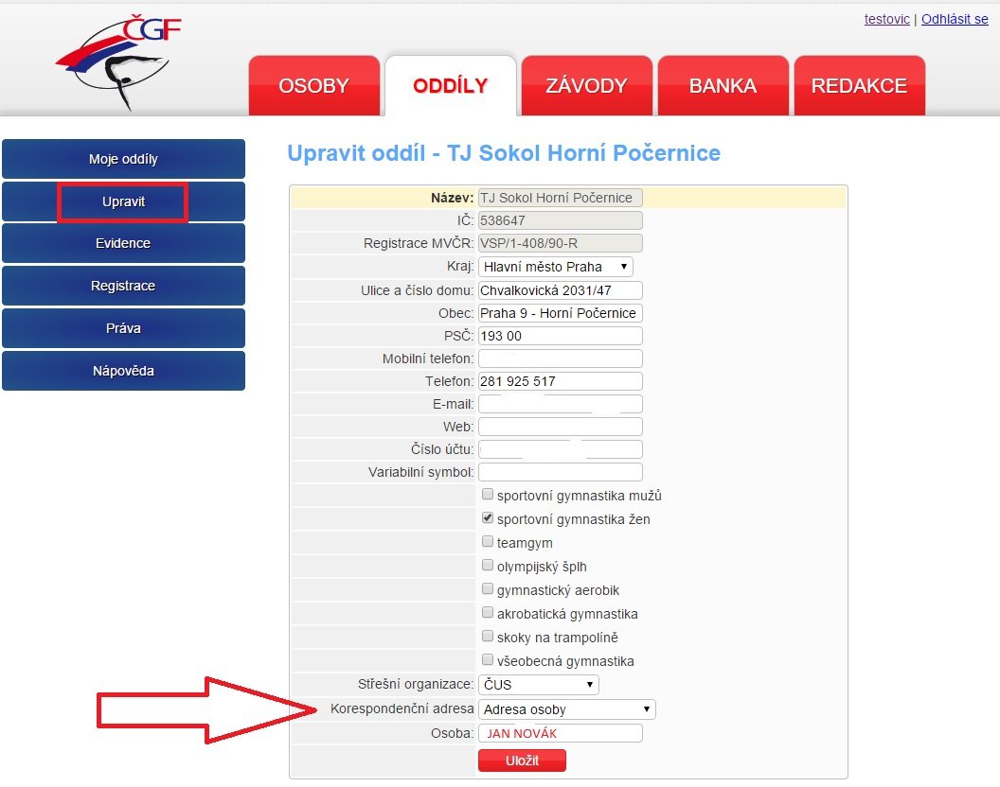 ČGF
testovic | Odhlásit se
OSOBY
ODDÍLY
ZÁVODY
BANKA
REDAKCE
Moje oddíly
Upravit
Evidence
Registrace
Práva
Nápověda
Upravit oddíl - TJ Sokol Horní Počernice
Název: TJ Sokol Horní Počernice
IČ: 538647
Registrace MVČR: VSP/1-408/90-R
Kraj: Hlavní město Praha
Ulice a číslo domu: Chvalkovická 2031/47
Obec: Praha 9 - Horní Počernice
PSČ: 193 00
Mobilní telefon:
Telefon: 281 925 517
E-mail:
Web:
Číslo účtu:
Variabilní symbol:
sportovní gymnastika mužů
sportovní gymnastika žen
teamgym
olympijský šplh
gymnastický aerobik
akrobatická gymnastika
skoky na trampolíně
všeobecná gymnastika
Střešní organizace: ČUS
Korespondenční adresa Adresa osoby
Osoba: JAN NOVÁK
Uložit